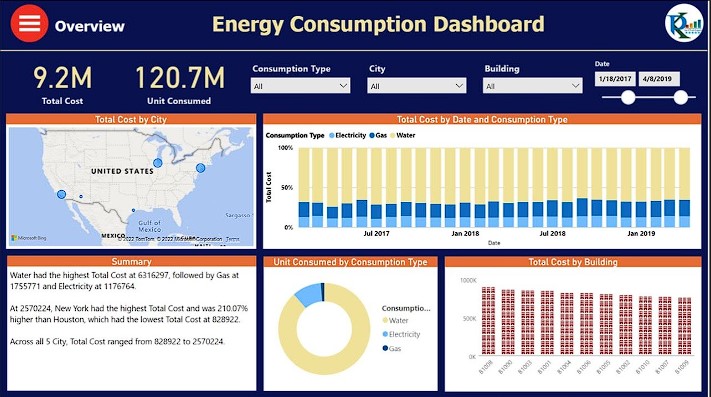 Overview
Energy Consumption Dashboard
9.2M
Total Cost
120.7M
Unit Consumed
Consumption Type
All
City
All
Building
All
Date
1/18/2017
4/8/2019
Total Cost by City
UNITED STATES
Gulf of
Mexico
MEXICO
Sargasso
Microsoft Bing
© 2022 TomTom, © 2022 Microsoft Corporation Terms
Total Cost by Date and Consumption Type
Consumption Type Electricity Gas Water
100%
50%
0%
Total Cost
Jul 2017 Jan 2018 Jul 2018 Jan 2019
Date
Summary
Water had the highest Total Cost at 6316297, followed by Gas at
1755771 and Electricity at 1176764.
At 2570224, New York had the highest Total Cost and was 210.07%
higher than Houston, which had the lowest Total Cost at 828922.
Across all 5 City, Total Cost ranged from 828922 to 2570224.
Unit Consumed by Consumption Type
Consumptio...
Water
Electricity
Gas
Total Cost by Building
1000K
500K
0K